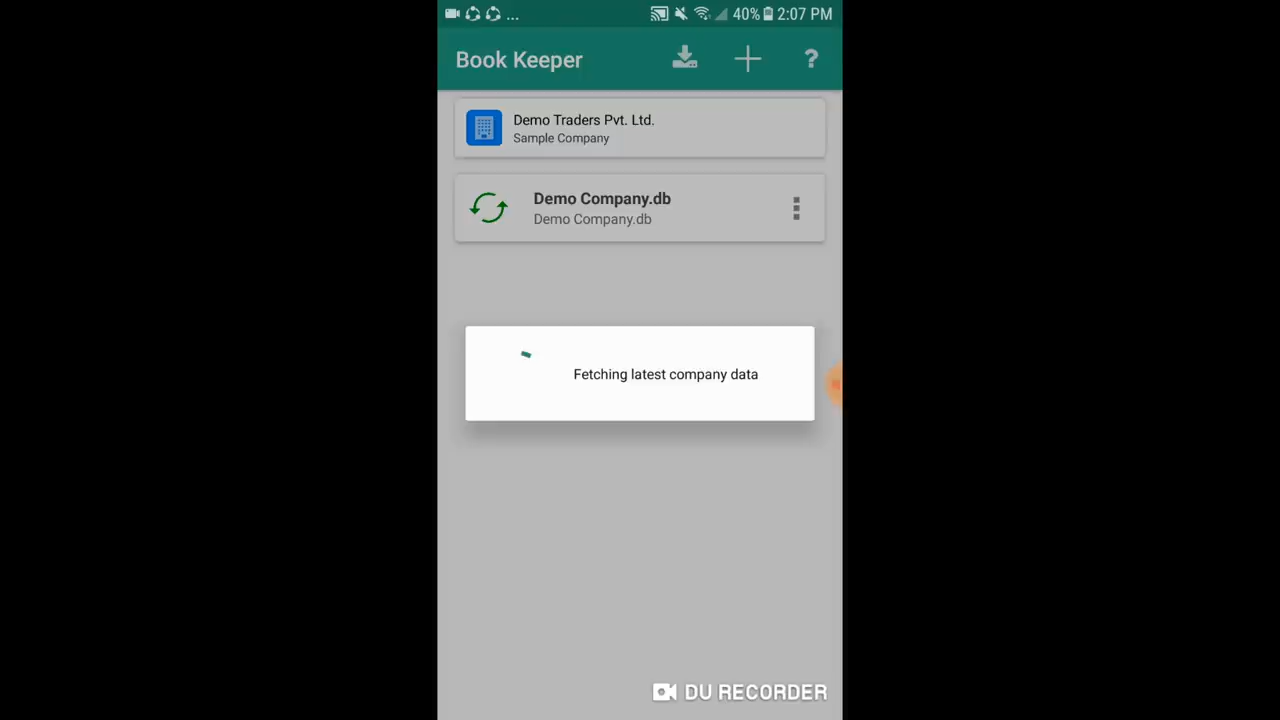 ... 40% 2:07 PM
Book Keeper ?
Demo Traders Pvt. Ltd.
Sample Company
Demo Company.db
Demo Company.db
Fetching latest company data
DU RECORDER